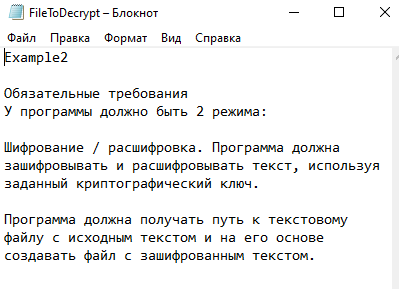 FileToDecrypt – Блокнот
Файл Правка Формат Вид Справка
Example2
Обязательные требования
У программы должно быть 2 режима:
Шифрование / расшифровка. Программа должна
зашифровывать и расшифровывать текст, используя
заданный криптографический ключ.
Программа должна получать путь к текстовому
файлу с исходным текстом и на его основе
создавать файл с зашифрованным текстом.